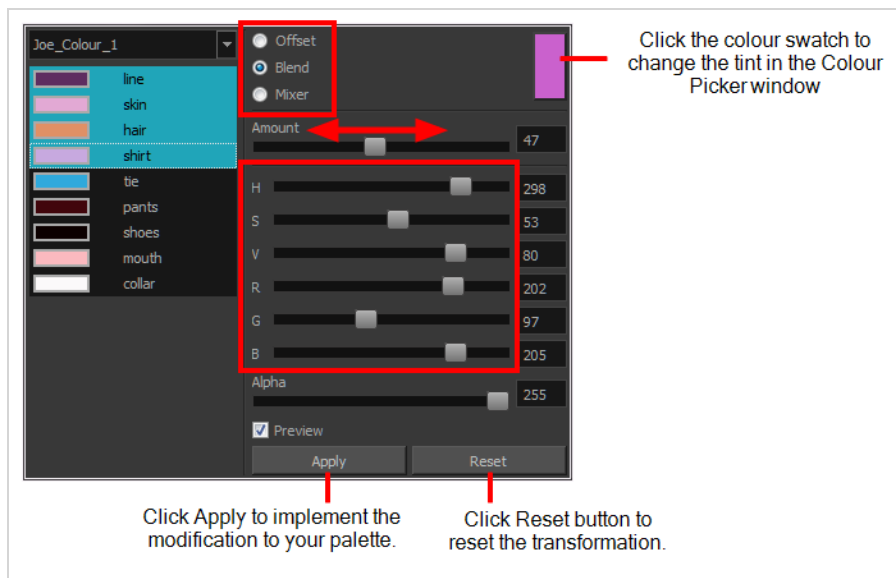 Joe_Colour_1
line
skin
hair
shirt
tie
pants
shoes
mouth
collar
Offset
Blend
Mixer
Amount
47
H
298
S
53
V
80
R
202
G
97
B
205
Alpha
255
Preview
Apply
Reset
Click the colour swatch to
change the tint in the Colour
Picker window
Click Apply to implement the
modification to your palette.
Click Reset button to
reset the transformation.